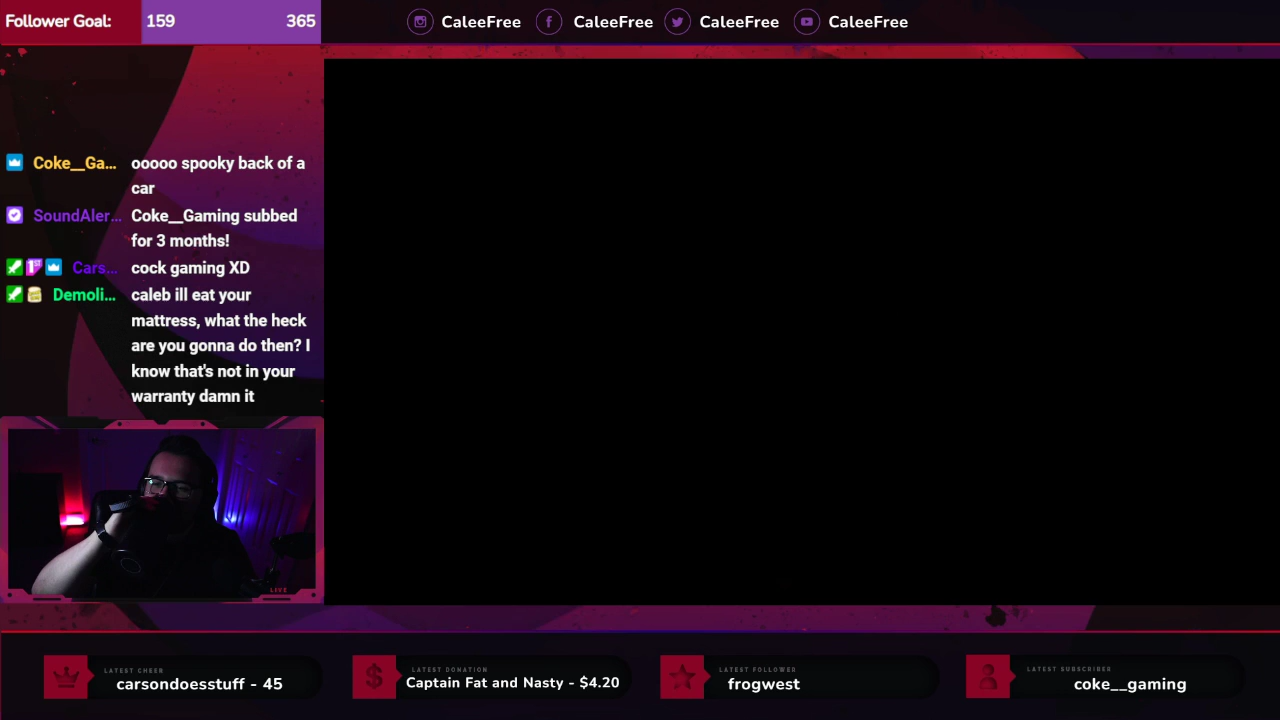 Follower Goal: 159 365
CaleeFree CaleeFree CaleeFree CaleeFree
Coke__Ga... ooooo spooky back of a
car
SoundAler... Coke__Gaming subbed
for 3 months!
Cars... cock gaming XD
Demoli... caleb ill eat your
mattress, what the heck
are you gonna do then? I
know that's not in your
warranty damn it
LIVE
LATEST CHEER
carsondoesstuff - 45
LATEST DONATION
Captain Fat and Nasty - $4.20
LATEST FOLLOWER
frogwest
LATEST SUBSCRIBER
coke__gaming